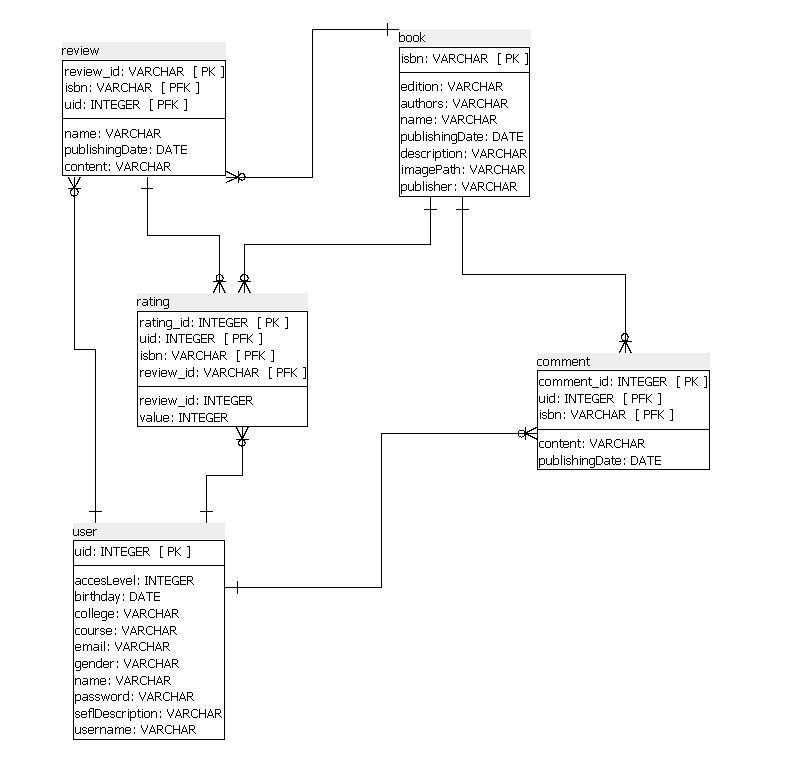 review
review_id: VARCHAR [ PK ]
isbn: VARCHAR [ PFK ]
uid: INTEGER [ PFK ]
name: VARCHAR
publishingDate: DATE
content: VARCHAR
book
isbn: VARCHAR [ PK ]
edition: VARCHAR
authors: VARCHAR
name: VARCHAR
publishingDate: DATE
description: VARCHAR
imagePath: VARCHAR
publisher: VARCHAR
rating
rating_id: INTEGER [ PK ]
uid: INTEGER [ PFK ]
isbn: VARCHAR [ PFK ]
review_id: VARCHAR [ PFK ]
review_id: INTEGER
value: INTEGER
comment
comment_id: INTEGER [ PK ]
uid: INTEGER [ PFK ]
isbn: VARCHAR [ PFK ]
content: VARCHAR
publishingDate: DATE
user
uid: INTEGER [ PK ]
accesLevel: INTEGER
birthday: DATE
college: VARCHAR
course: VARCHAR
email: VARCHAR
gender: VARCHAR
name: VARCHAR
password: VARCHAR
seflDescription: VARCHAR
username: VARCHAR